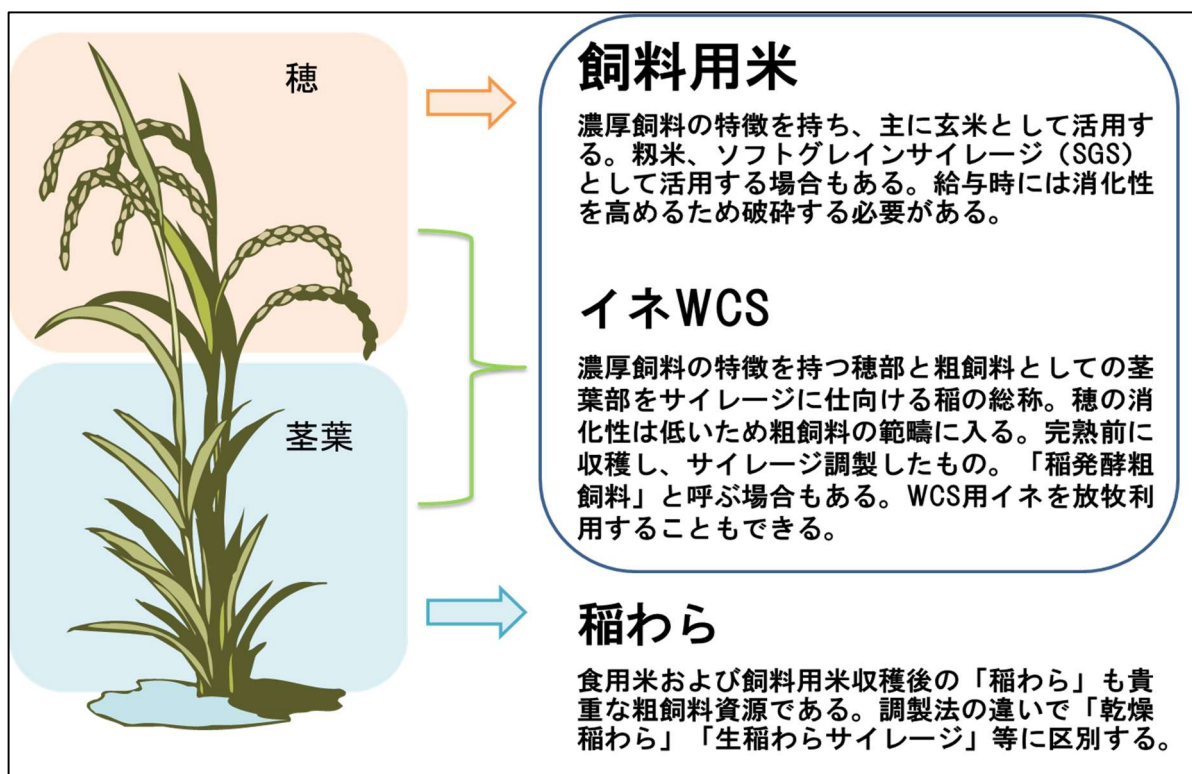 穂
飼料用米
濃厚飼料の特徴を持ち、主に玄米として活用す
る。籾米、ソフトグレインサイレージ（SGS）
として活用する場合もある。給与時には消化性
を高めるため破砕する必要がある。
イネWCS
濃厚飼料の特徴を持つ穂部と粗飼料としての茎
葉部をサイレージに仕向ける稲の総称。穂の消
化性は低いため粗飼料の範疇に入る。完熟前に
収穫し、サイレージ調製したもの。「稲発酵粗
飼料」と呼ぶ場合もある。WCS用イネを放牧利
用することもできる。
茎葉
稲わら
食用米および飼料用米収穫後の「稲わら」も貴
重な粗飼料資源である。調製法の違いで「乾燥
稲わら」「生稲わらサイレージ」等に区別する。